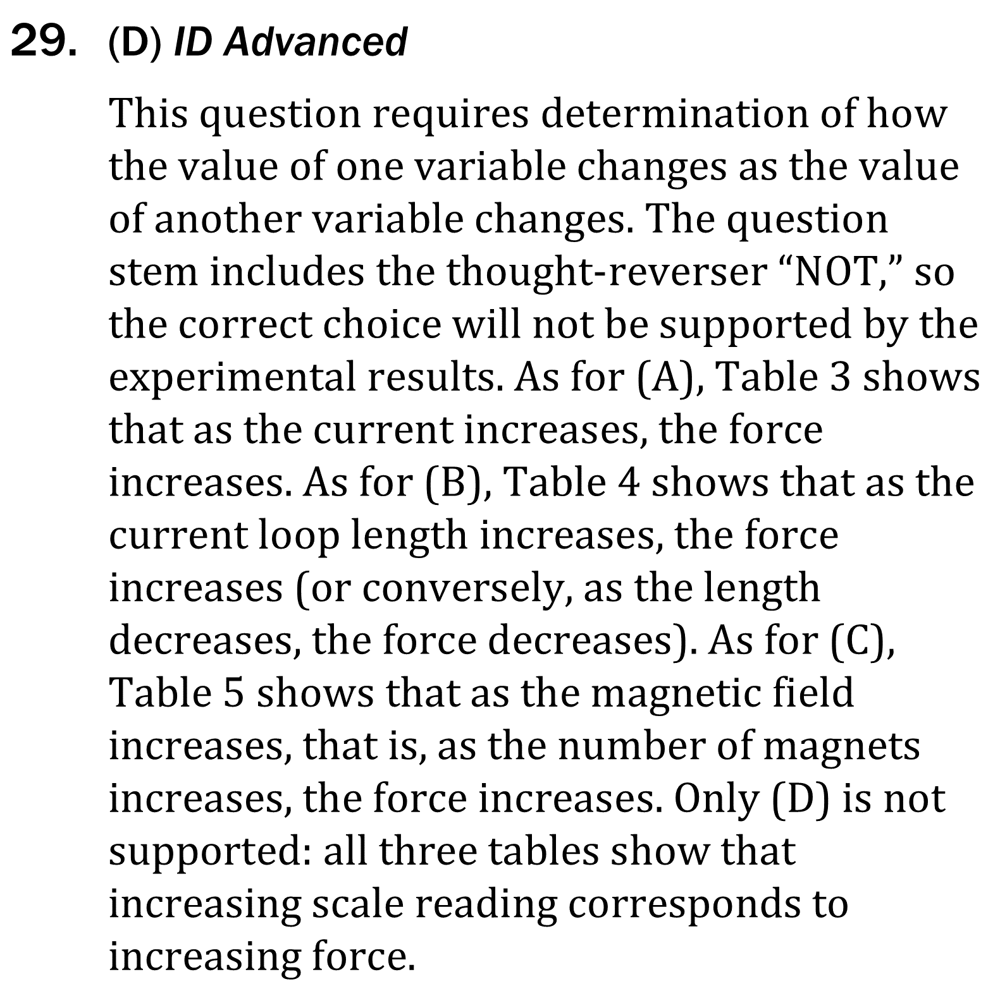 29. (D) ID Advanced
This question requires determination of how
the value of one variable changes as the value
of another variable changes. The question
stem includes the thought-reverser “NOT,” so
the correct choice will not be supported by the
experimental results. As for (A), Table 3 shows
that as the current increases, the force
increases. As for (B), Table 4 shows that as the
current loop length increases, the force
increases (or conversely, as the length
decreases, the force decreases). As for (C),
Table 5 shows that as the magnetic field
increases, that is, as the number of magnets
increases, the force increases. Only (D) is not
supported: all three tables show that
increasing scale reading corresponds to
increasing force.